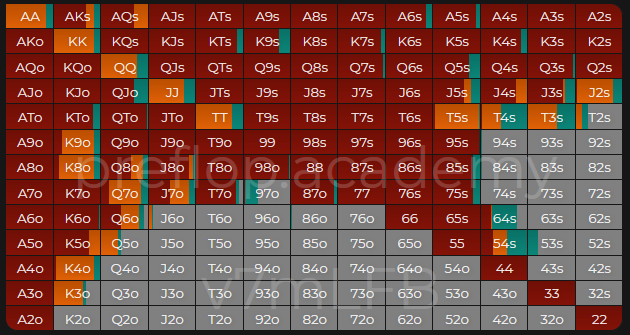 AA AKs AQs AJs ATs A9s A8s A7s A6s A5s A4s A3s A2s
AKo KK KQs KJs KTs K9s K8s K7s K6s K5s K4s K3s K2s
AQo KQo QQ QJs QTs Q9s Q8s Q7s Q6s Q5s Q4s Q3s Q2s
AJo KJo QJo JJ JTs J9s J8s J7s J6s J5s J4s J3s J2s
ATo KTo QTo JTo TT T9s T8s T7s T6s T5s T4s T3s T2s
A9o K9o Q9o J9o T9o 99 98s 97s 96s 95s 94s 93s 92s
A8o K8o Q8o J8o T8o 98o 88 87s 86s 85s 84s 83s 82s
preflop.academy
A7o K7o Q7o J7o T7o 97o 87o 77 76s 75s 74s 73s 72s
A6o K6o Q6o J6o T6o 96o 86o 76o 66 65s 64s 63s 62s
A5o K5o Q5o J5o T5o 95o 85o 75o 65o 55 54s 53s 52s
A4o K4o Q4o J4o T4o 94o 84o 74o 64o 54o 44 43s 42s
A3o K3o Q3o J3o T3o 93o 83o 73o 63o 53o 43o 33 32s
A2o K2o Q2o J2o T2o 92o 82o 72o 62o 52o 42o 32o 22